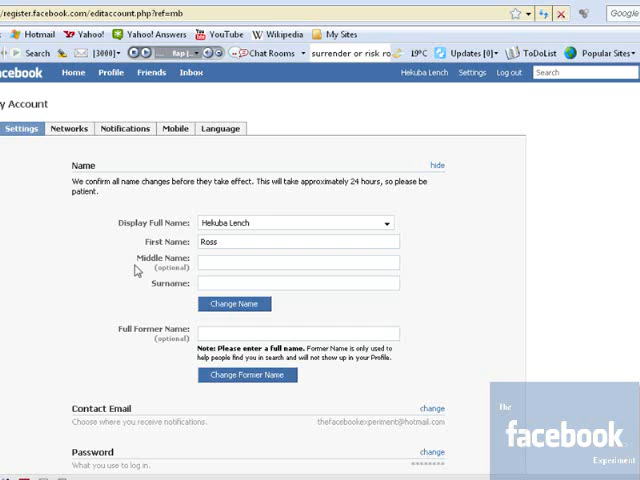 /register.facebook.com/editaccount.php?ref=mb
Google
Hotmail Yahoo! Yahoo! Answers YouTube Wikipedia My Sites
Search [3000] flap Chat Rooms surrender or risk ro 19°C Updates [0] ToDoList Popular Sites
facebook Home Profile Friends Inbox Hekuba Lench Settings Log out Search
y Account
Settings Networks Notifications Mobile Language
Name hide
We confirm all name changes before they take effect. This will take approximately 24 hours, so please be
patient.
Display Full Name: Hekuba Lench
First Name: Ross
Middle Name:
(optional)
Surname:
Change Name
Full Former Name:
(optional)
Note: Please enter a full name. Former Name is only used to
help people find you in search and will not show up in your Profile.
Change Former Name
Contact Email change
Choose where you receive notifications. thefacebookexperiment@hotmail.com
Password change
What you use to log in. ********
The
facebook
Experiment